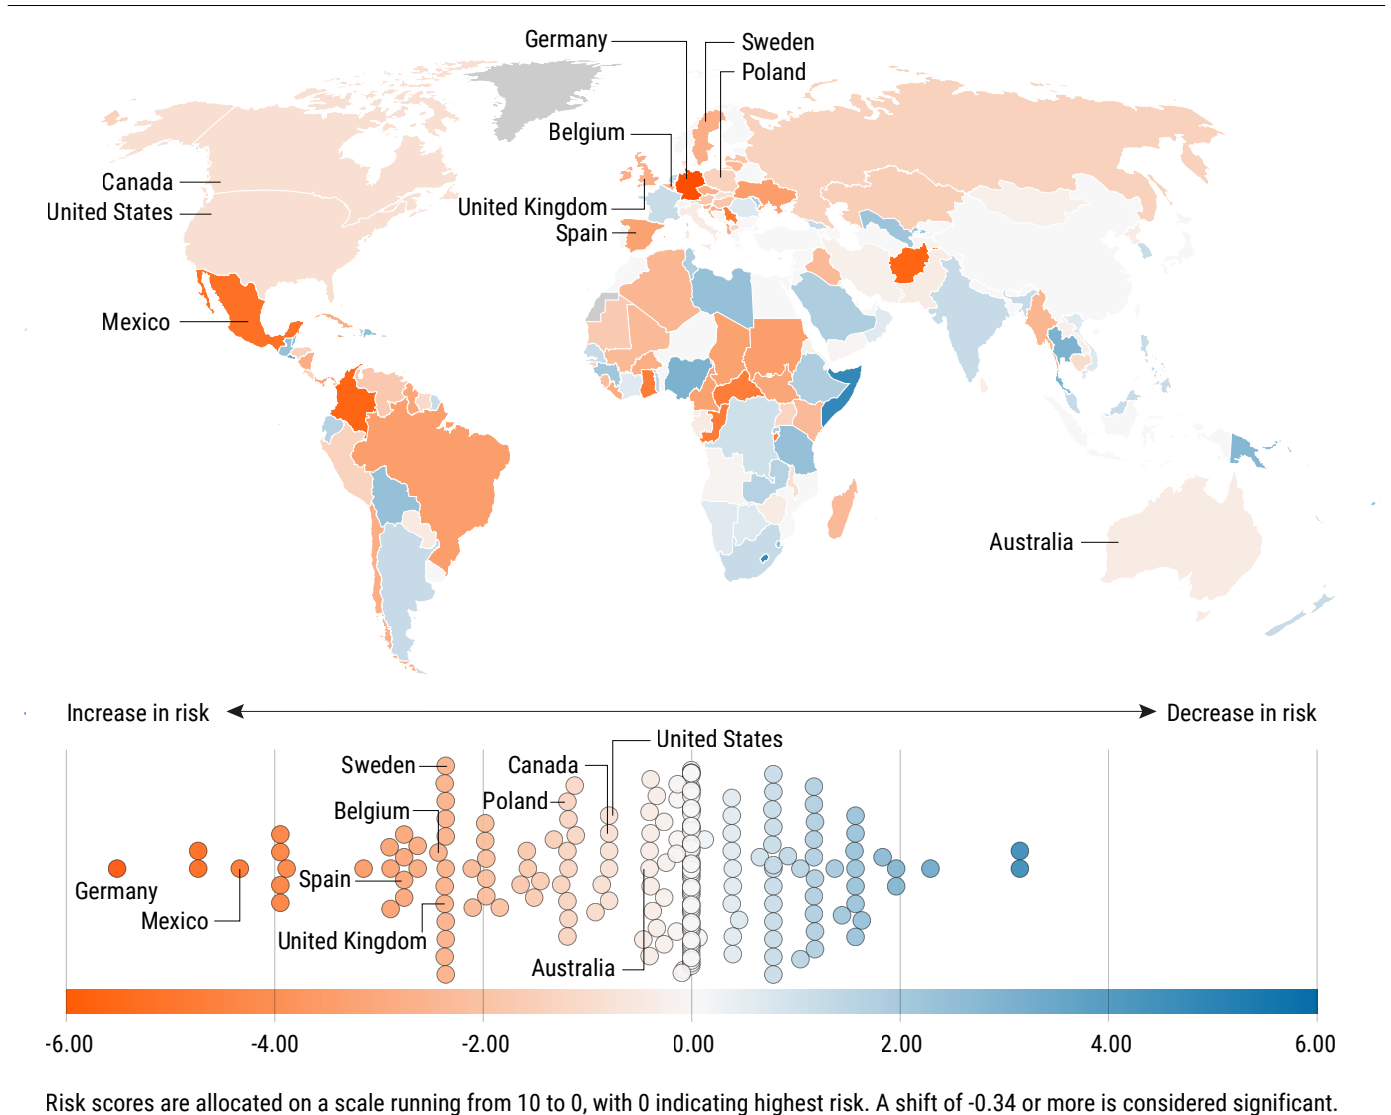 Germany
Sweden
Poland
Belgium
Canada
United States
United Kingdom
Spain
Mexico
Australia
Increase in risk
Decrease in risk
United States
Sweden
Canada
Poland
Belgium
Spain
Germany
Mexico
United Kingdom
Australia
-6.00 -4.00 -2.00 0.00 2.00 4.00 6.00
Risk scores are allocated on a scale running from 10 to 0, with 0 indicating highest risk. A shift of -0.34 or more is considered significant.